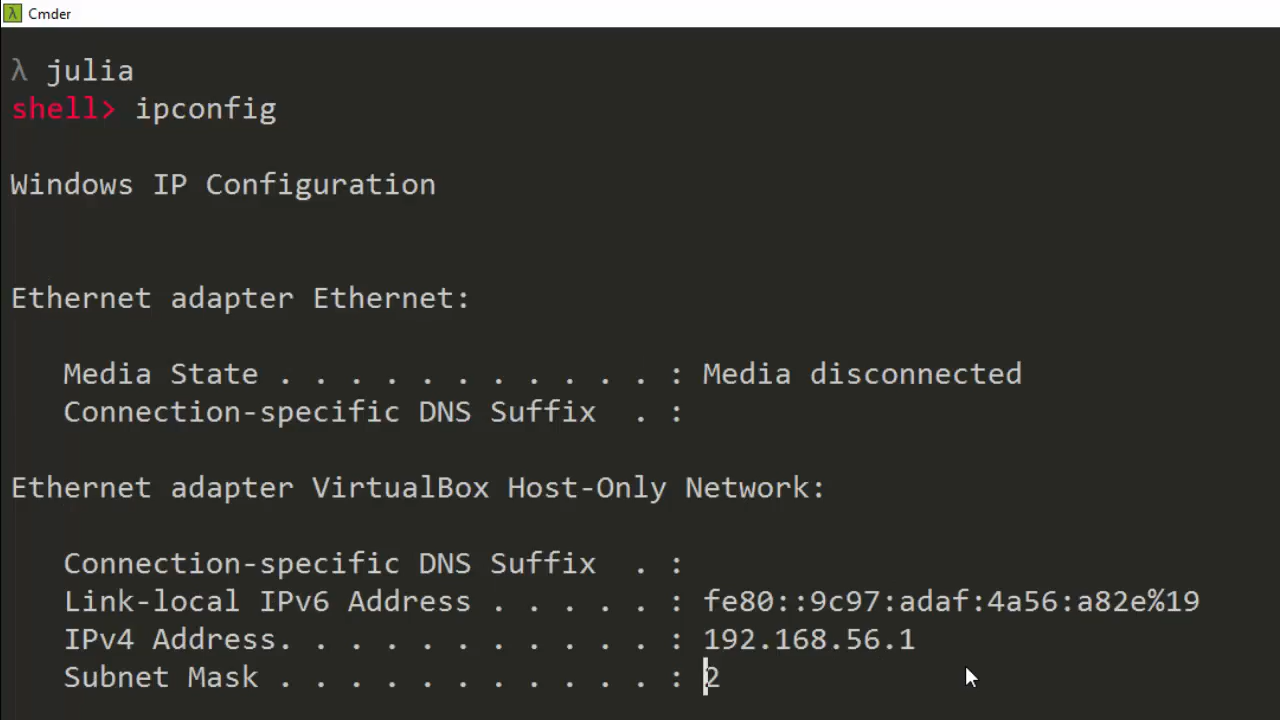 Cmder
λ julia
shell> ipconfig
Windows IP Configuration
Ethernet adapter Ethernet:
Media State . . . . . . . . . . . : Media disconnected
Connection-specific DNS Suffix  . :
Ethernet adapter VirtualBox Host-Only Network:
Connection-specific DNS Suffix  . :
Link-local IPv6 Address . . . . . : fe80::9c97:adaf:4a56:a82e%19
IPv4 Address. . . . . . . . . . . : 192.168.56.1
Subnet Mask . . . . . . . . . . . : 2